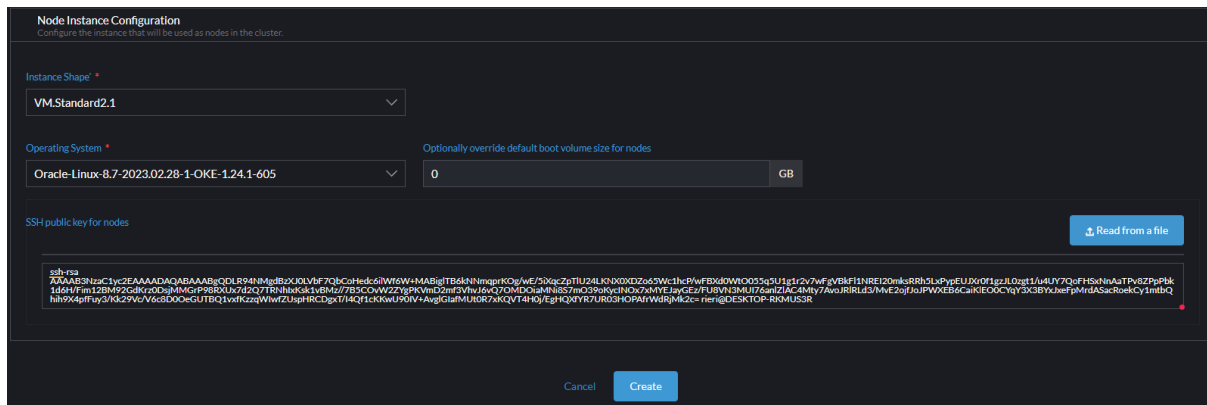 Node Instance Configuration
Configure the instance that will be used as nodes in the cluster.
Instance Shape' *
VM.Standard2.1
Operating System *
Optionally override default boot volume size for nodes
Oracle-Linux-8.7-2023.02.28-1-OKE-1.24.1-605
0
GB
SSH public key for nodes
Read from a file
ssh-rsa
rieri@DESKTOP-RKMUS3R
Cancel
Create